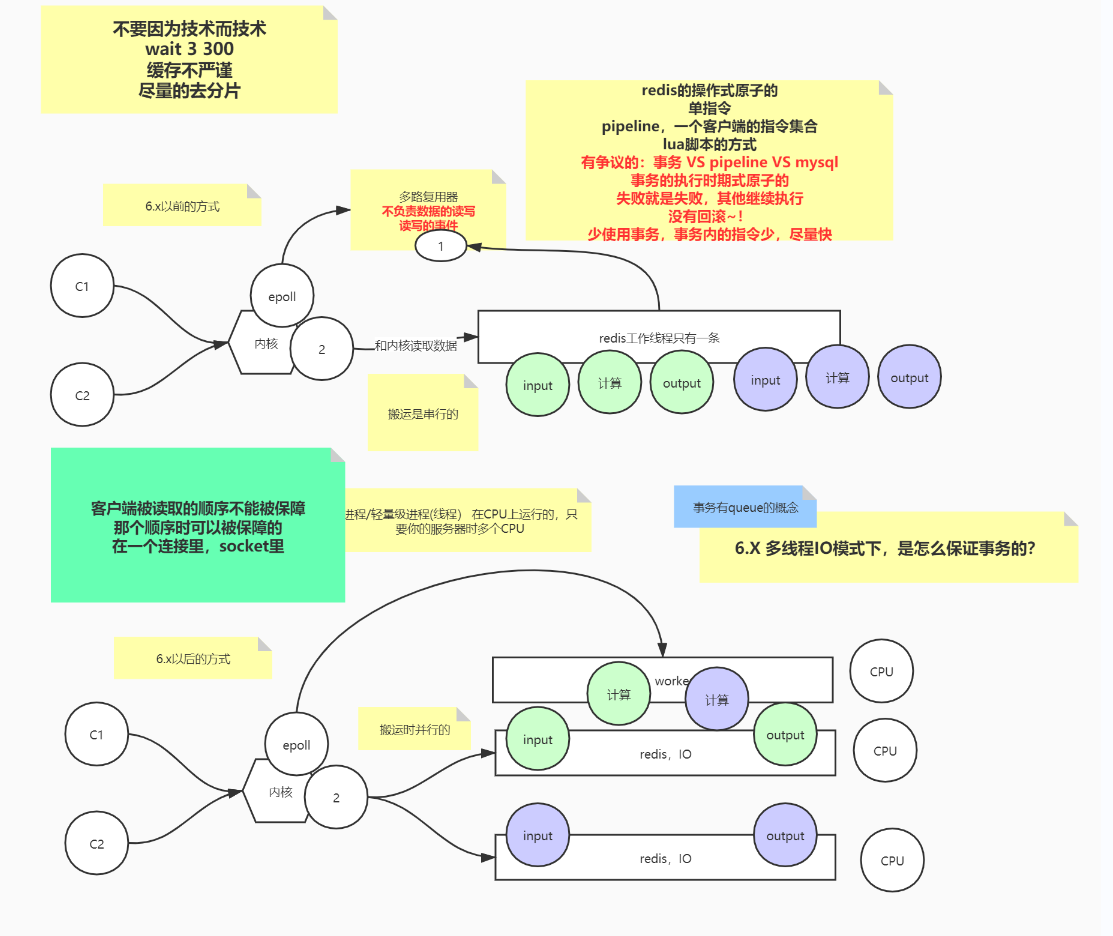 不要因为技术而技术
wait 3 300
缓存不严谨
尽量的去分片
redis的操作式原子的
单指令
pipeline，一个客户端的指令集合
lua脚本的方式
有争议的：事务 VS pipeline VS mysql
事务的执行时期式原子的
失败就是失败，其他继续执行
没有回滚~！
少使用事务，事务内的指令少，尽量快
6.x以前的方式
多路复用器
不负责数据的读写
读写的事件
1
C1
epoll
内核
2
和内核读取数据
redis工作线程只有一条
C2
input
计算
output
input
计算
output
搬运是串行的
客户端被读取的顺序不能被保障
那个顺序时可以被保障的
在一个连接里，socket里
进程/轻量级进程(线程） 在CPU上运行的，只
要你的服务器时多个CPU
事务有queue的概念
6.X 多线程IO模式下，是怎么保证事务的？
6.x以后的方式
worke
计算
计算
CPU
C1
epoll
搬运时并行的
input
redis，IO
output
CPU
内核
2
C2
input
redis，IO
output
CPU